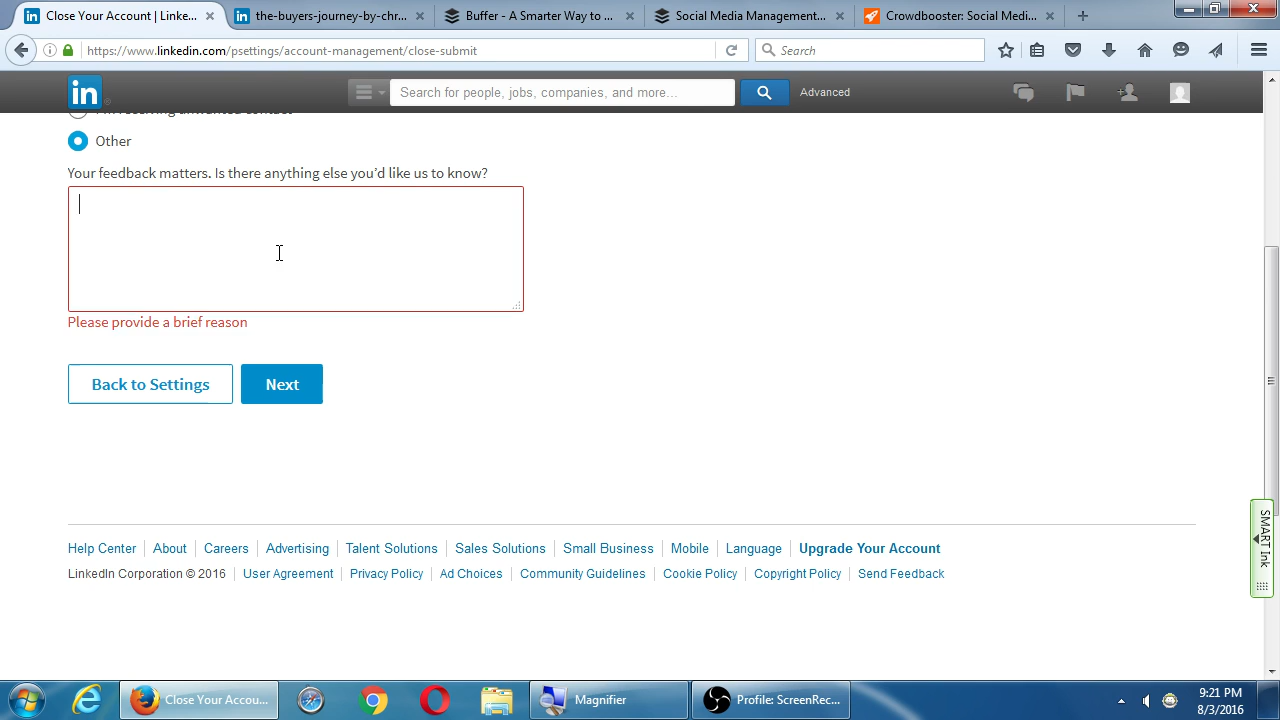 Close Your Account | Linke...
the-buyers-journey-by-chr...
Buffer - A Smarter Way to ...
Social Media Management...
Crowdbooster: Social Medi...
https://www.linkedin.com/psettings/account-management/close-submit
Search
in
Search for people, jobs, companies, and more...
Advanced
Other
Your feedback matters. Is there anything else you’d like us to know?
Please provide a brief reason
Back to Settings
Next
SMART Ink
Help Center
About
Careers
Advertising
Talent Solutions
Sales Solutions
Small Business
Mobile
Language
Upgrade Your Account
LinkedIn Corporation © 2016
User Agreement
Privacy Policy
Ad Choices
Community Guidelines
Cookie Policy
Copyright Policy
Send Feedback
Close Your Accou...
Magnifier
Profile: ScreenRec...
9:21 PM
8/3/2016